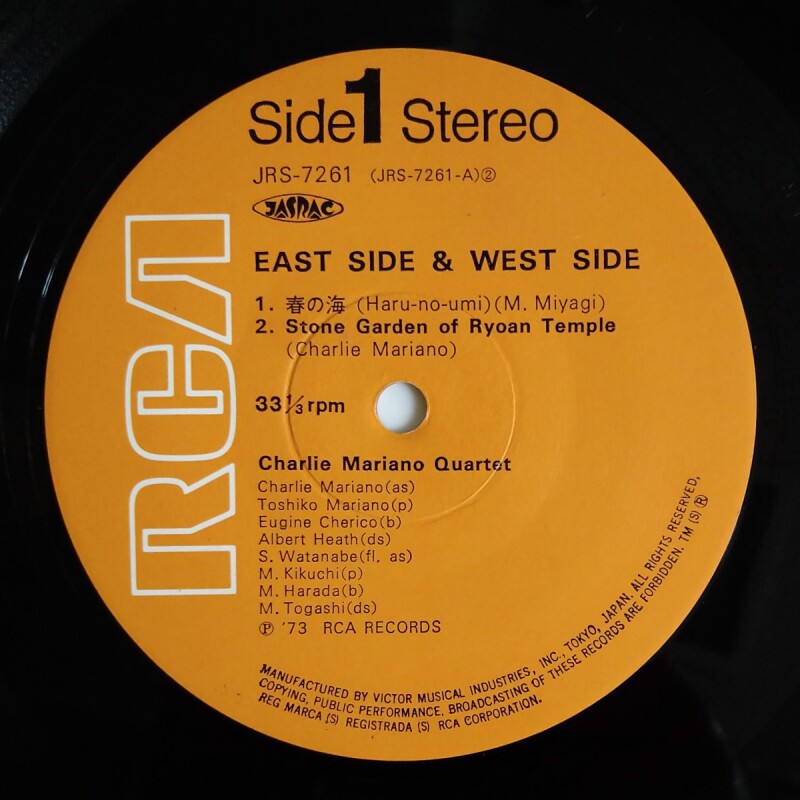 Side 1 Stereo
JRS-7261 (JRS-7261-A)②
JASRAC
EAST SIDE & WEST SIDE
1. 春の海 (Haru-no-umi)(M. Miyagi)
2. Stone Garden of Ryoan Temple
(Charlie Mariano)
33⅓ rpm
RCA
Charlie Mariano Quartet
Charlie Mariano(as)
Toshiko Mariano(p)
Eugine Cherico(b)
Albert Heath(ds)
S. Watanabe(fl, as)
M. Kikuchi(p)
M. Harada(b)
M. Togashi(ds)
℗ '73 RCA RECORDS
MANUFACTURED BY VICTOR MUSICAL INDUSTRIES, INC., TOKYO, JAPAN. ALL RIGHTS RESERVED,
COPYING, PUBLIC PERFORMANCE, BROADCASTING OF THESE RECORDS ARE FORBIDDEN. TM (S) ®
REG MARCA (S) REGISTRADA (S) RCA CORPORATION.